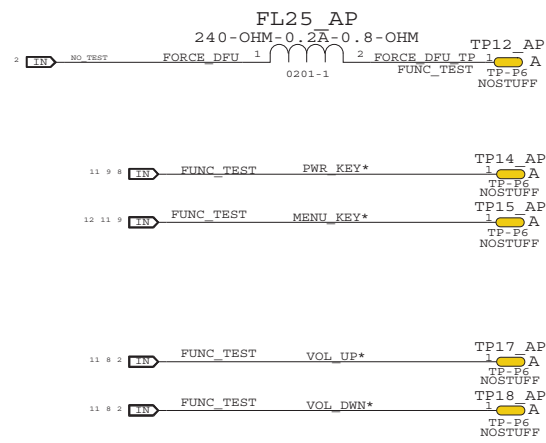 FL25_AP
240-OHM-0.2A-0.8-OHM
TP12_AP
2 IN NO_TEST FORCE_DFU 1 2 FORCE_DFU_TP 1 A
0201-1 FUNC_TEST TP-P6
NOSTUFF
TP14_AP
11 9 8 IN FUNC_TEST PWR_KEY* 1 A
TP-P6
NOSTUFF
TP15_AP
12 11 9 IN FUNC_TEST MENU_KEY* 1 A
TP-P6
NOSTUFF
TP17_AP
11 8 2 IN FUNC_TEST VOL_UP* 1 A
TP-P6
NOSTUFF
TP18_AP
11 8 2 IN FUNC_TEST VOL_DWN* 1 A
TP-P6
NOSTUFF